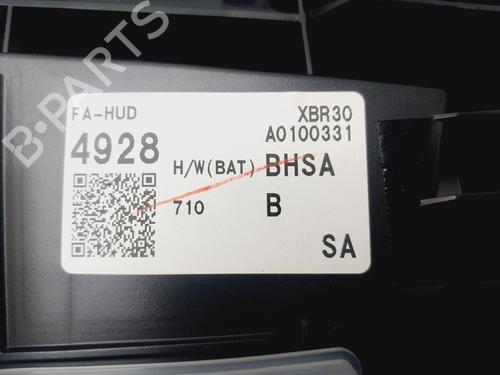 B-PARTS
FA-HUD XBR30
4928 A0100331
H/W(BAT) BHSA
710 B
SA